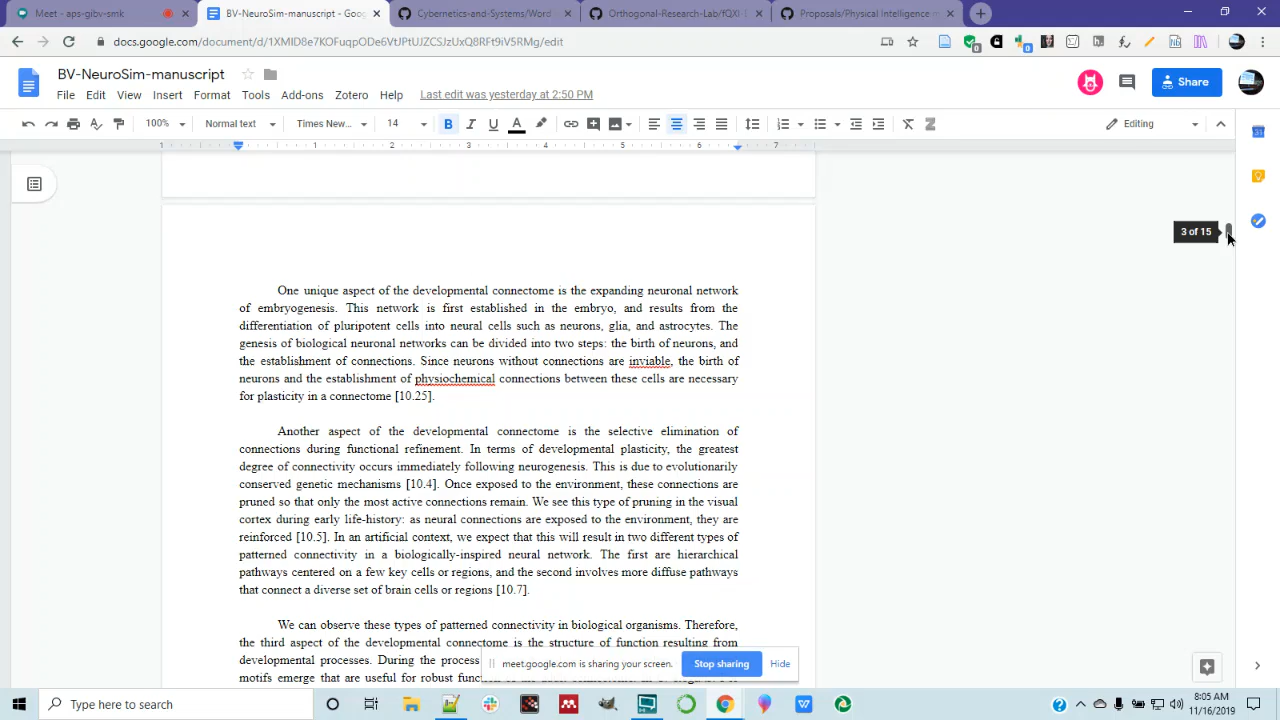 Meet - aps-gibv-smk
BV-NeuroSim-manuscript - Goog
Cybernetics-and-Systems/Word
Orthogonal-Research-Lab/fQXI-
Proposals/Physical Intelligence m
docs.google.com/document/d/1XMID8e7KOFuqpODe6VtJPtUJZCSJzUxQ8RFt9iV5RMg/edit
BV-NeuroSim-manuscript
Share
File Edit View Insert Format Tools Add-ons Zotero Help Last edit was yesterday at 2:50 PM
100% Normal text Times New... 14 B I U A Editing
1 1 2 3 4 5 6 7
3 of 15
One unique aspect of the developmental connectome is the expanding neuronal network
of embryogenesis. This network is first established in the embryo, and results from the
differentiation of pluripotent cells into neural cells such as neurons, glia, and astrocytes. The
genesis of biological neuronal networks can be divided into two steps: the birth of neurons, and
the establishment of connections. Since neurons without connections are inviable, the birth of
neurons and the establishment of physiochemical connections between these cells are necessary
for plasticity in a connectome [10.25].
Another aspect of the developmental connectome is the selective elimination of
connections during functional refinement. In terms of developmental plasticity, the greatest
degree of connectivity occurs immediately following neurogenesis. This is due to evolutionarily
conserved genetic mechanisms [10.4]. Once exposed to the environment, these connections are
pruned so that only the most active connections remain. We see this type of pruning in the visual
cortex during early life-history: as neural connections are exposed to the environment, they are
reinforced [10.5]. In an artificial context, we expect that this will result in two different types of
patterned connectivity in a biologically-inspired neural network. The first are hierarchical
pathways centered on a few key cells or regions, and the second involves more diffuse pathways
that connect a diverse set of brain cells or regions [10.7].
We can observe these types of patterned connectivity in biological organisms. Therefore,
the third aspect of the developmental connectome is the structure of function resulting from
developmental processes. During the process
motifs emerge that are useful for robust
meet.google.com is sharing your screen. Stop sharing Hide
Type here to search
8:05 AM
11/16/2019